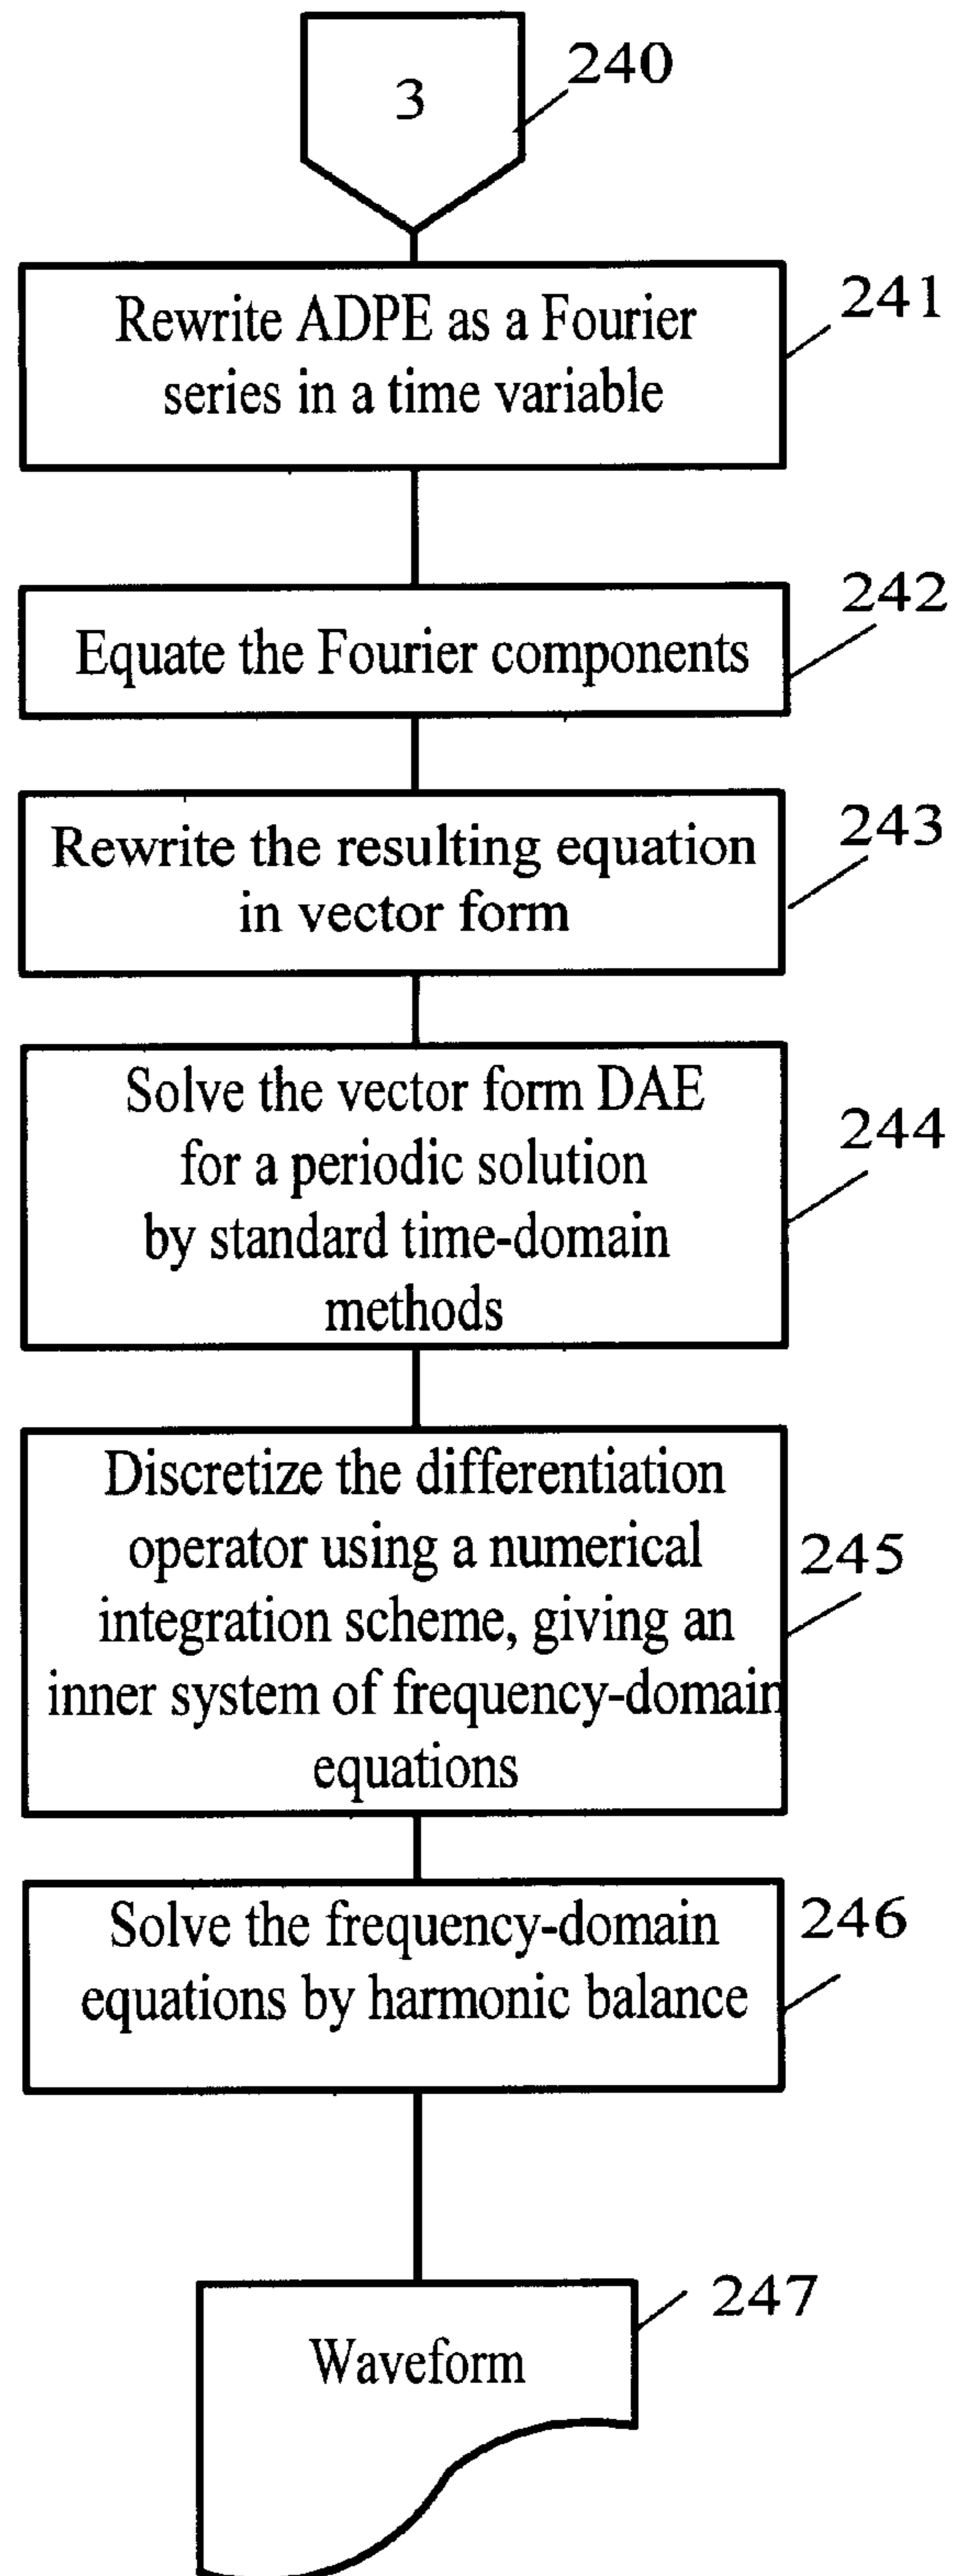 3
240
Rewrite ADPE as a Fourier
series in a time variable
241
Equate the Fourier components
242
Rewrite the resulting equation
in vector form
243
Solve the vector form DAE
for a periodic solution
by standard time-domain
methods
244
Discretize the differentiation
operator using a numerical
integration scheme, giving an
inner system of frequency-domain
equations
245
Solve the frequency-domain
equations by harmonic balance
246
Waveform
247